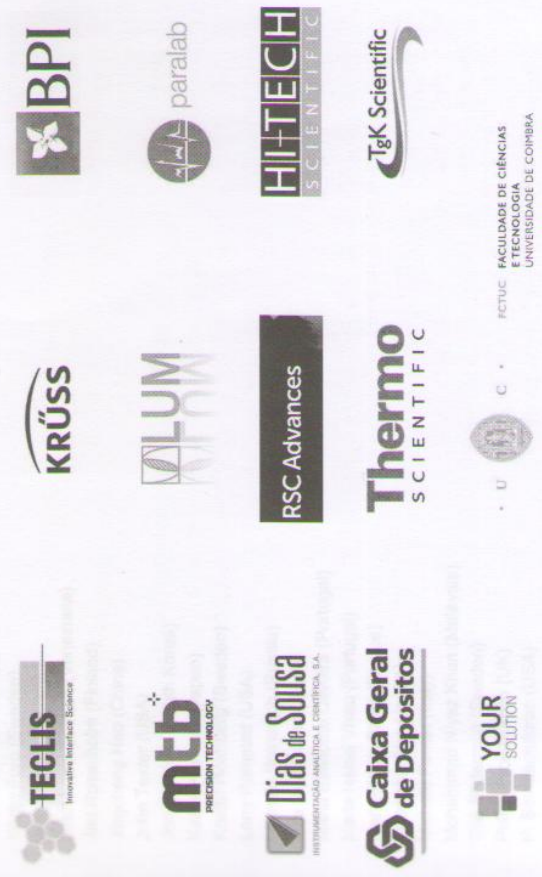 TECLIS
Innovative Interface Science
KRÜSS
BPI
mtb
PRECISION TECHNOLOGY
LUM
paralab
Dias de Sousa
INSTRUMENTAÇÃO ANALÍTICA E CIENTÍFICA, S.A.
RSC Advances
HI-TECH
SCIENTIFIC
Caixa Geral
de Depósitos
Thermo
SCIENTIFIC
TgK Scientific
YOUR
SOLUTION
· U C ·
FCTUC FACULDADE DE CIÊNCIAS
E TECNOLOGIA
UNIVERSIDADE DE COIMBRA